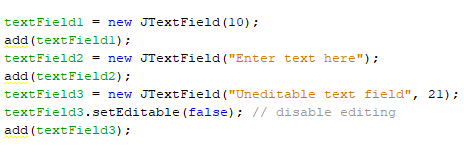 textField1 = new JTextField(10);
add(textField1);
textField2 = new JTextField("Enter text here");
add(textField2);
textField3 = new JTextField("Uneditable text field", 21);
textField3.setEditable(false); // disable editing
add(textField3);